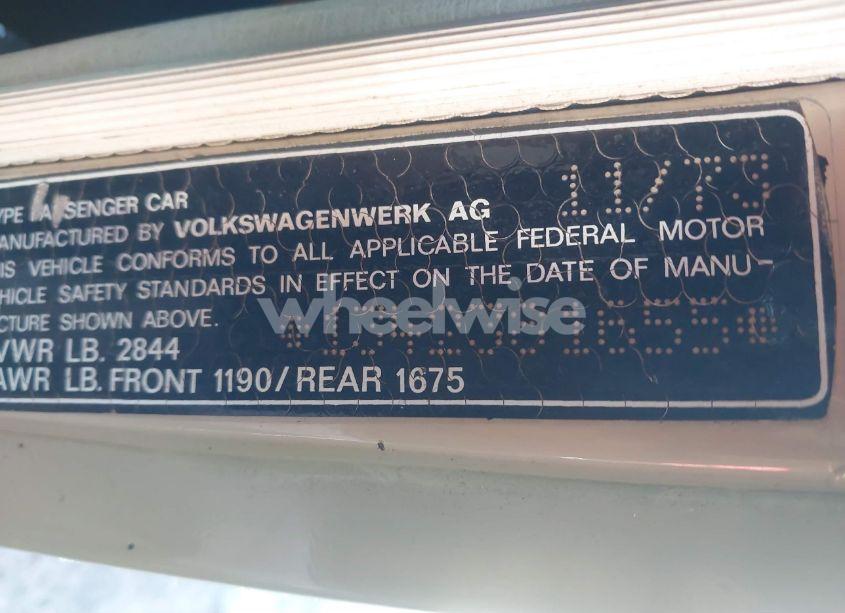 11/73
YPE PASSENGER CAR
ANUFACTURED BY VOLKSWAGENWERK AG
IS VEHICLE CONFORMS TO ALL APPLICABLE FEDERAL MOTOR
HICLE SAFETY STANDARDS IN EFFECT ON THE DATE OF MANU-
CTURE SHOWN ABOVE.
wheelwise
VWR LB. 2844
AWR LB. FRONT 1190/REAR 1675